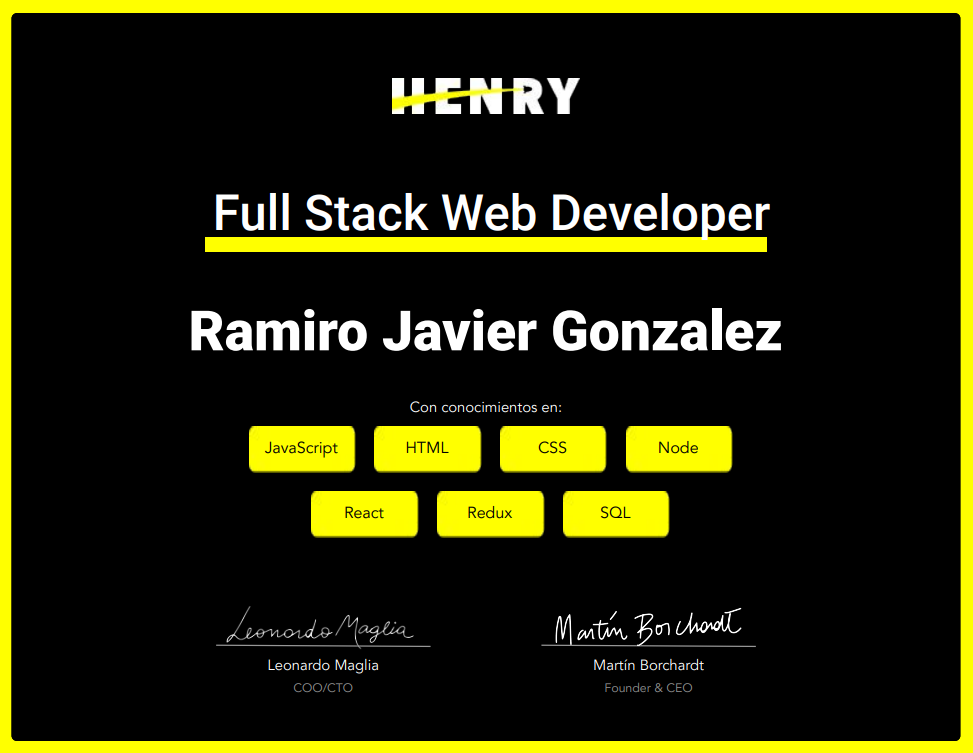 HENRY
Full Stack Web Developer
Ramiro Javier Gonzalez
Con conocimientos en:
JavaScript HTML CSS Node
React Redux SQL
Leonardo Maglia Martín Borchardt
Leonardo Maglia Martín Borchardt
COO/CTO Founder & CEO